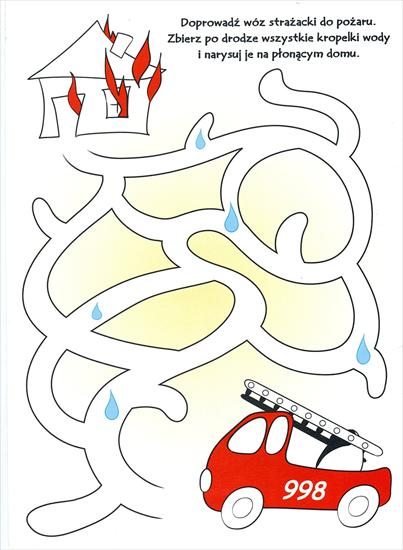 Doprowadź wóz strażacki do pożaru.
Zbierz po drodze wszystkie kropelki wody
i narysuj je na płonącym domu.
998